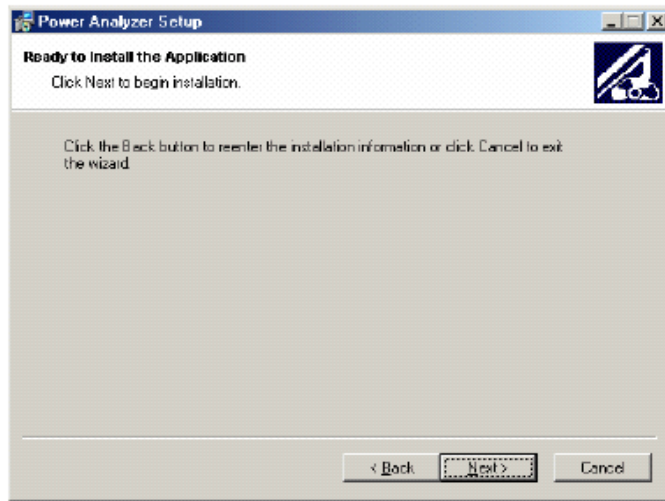 Power Analyzer Setup
Ready to Install the Application
Click Next to begin installation.
Click the Back button to reenter the installation information or click Cancel to exit
the wizard.
< Back
Next >
Cancel